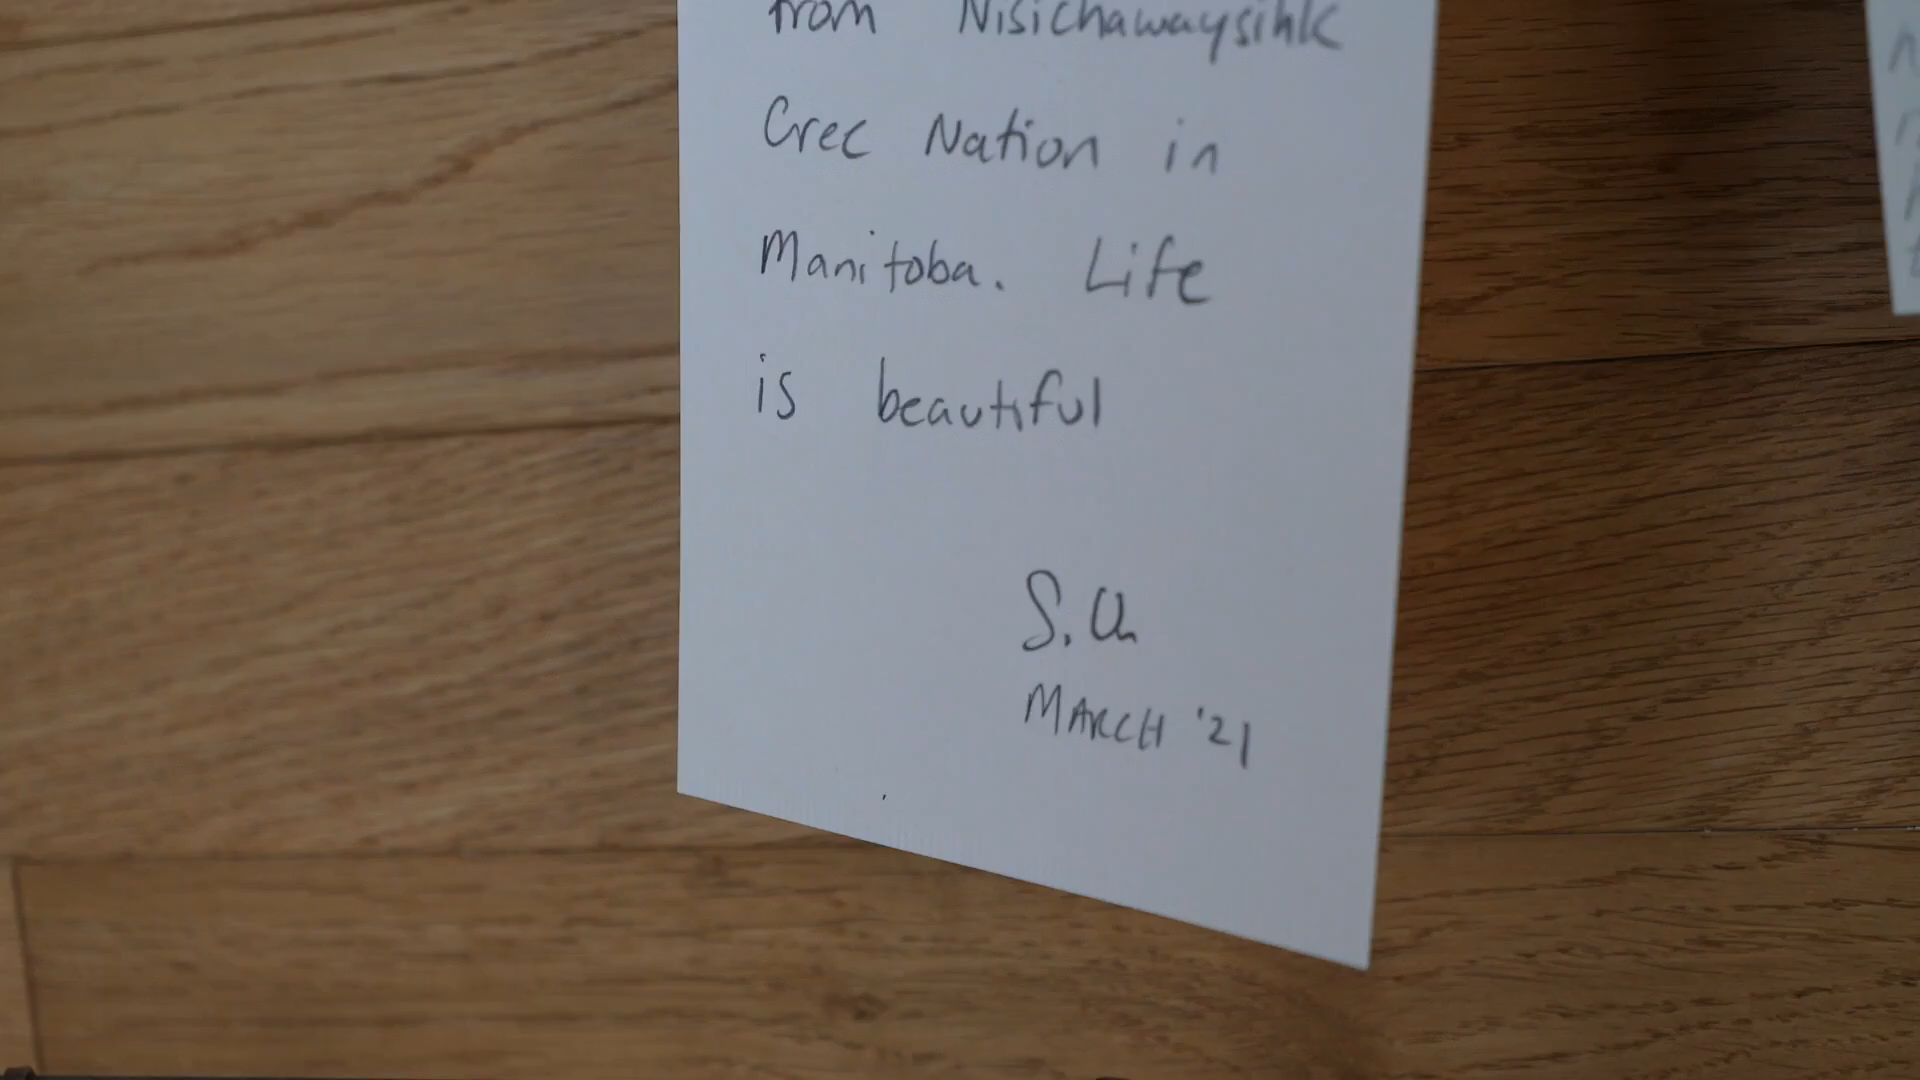 from Nisichawaysihk
Cree Nation in
Manitoba. Life
is beautiful
MARCH '21